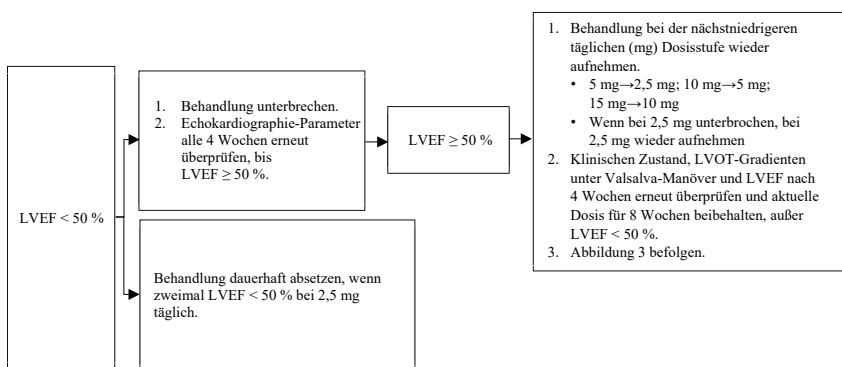 LVEF < 50 %
1. Behandlung unterbrechen.
2. Echokardiographie-Parameter
alle 4 Wochen erneut
überprüfen, bis
LVEF ≥ 50 %.
Behandlung dauerhaft absetzen, wenn
zweimal LVEF < 50 % bei 2,5 mg
täglich.
LVEF ≥ 50 %
1. Behandlung bei der nächstniedrigeren
täglichen (mg) Dosisstufe wieder
aufnehmen.
• 5 mg→2,5 mg; 10 mg→5 mg;
15 mg→10 mg
• Wenn bei 2,5 mg unterbrochen, bei
2,5 mg wieder aufnehmen
2. Klinischen Zustand, LVOT-Gradienten
unter Valsalva-Manöver und LVEF nach
4 Wochen erneut überprüfen und aktuelle
Dosis für 8 Wochen beibehalten, außer
LVEF < 50 %.
3. Abbildung 3 befolgen.